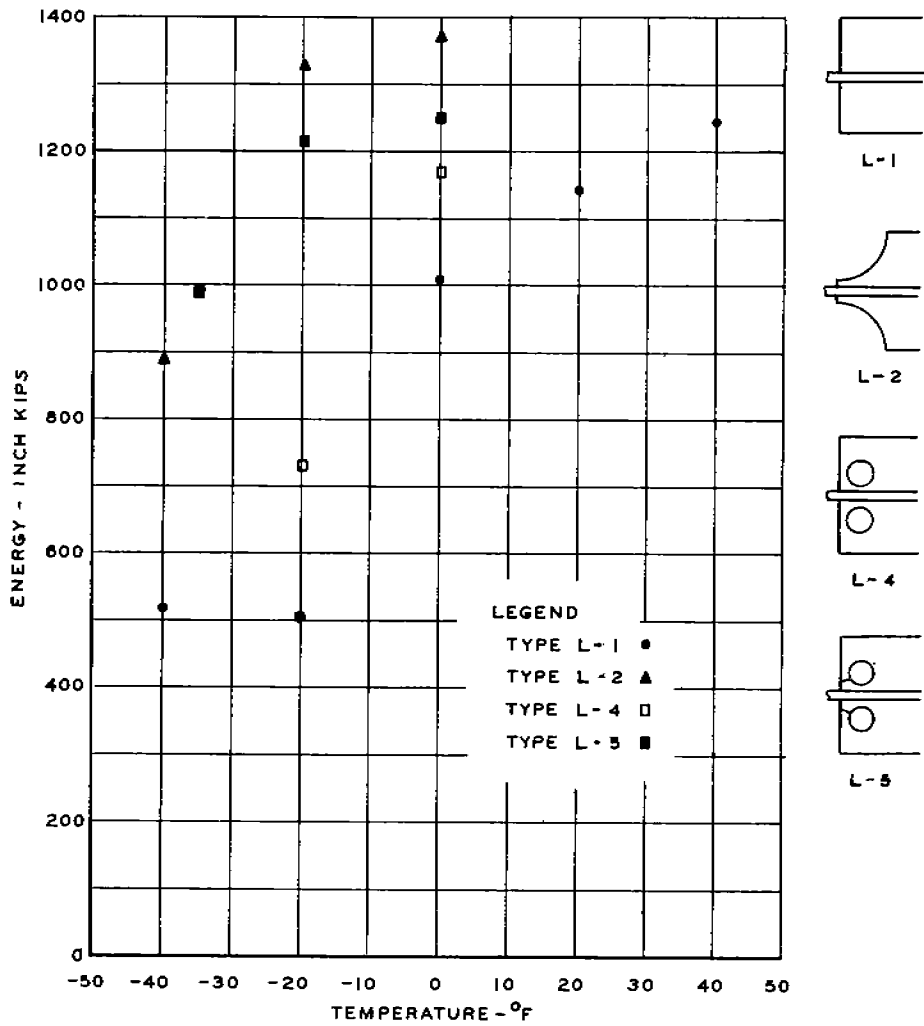 1400
1200
1000
800
600
400
200
0
ENERGY - INCH KIPS
-50 -40 -30 -20 -10 0 10 20 30 40 50
TEMPERATURE - °F
LEGEND
TYPE L-1
TYPE L-2
TYPE L-4
TYPE L-5
L-1
L-2
L-4
L-5